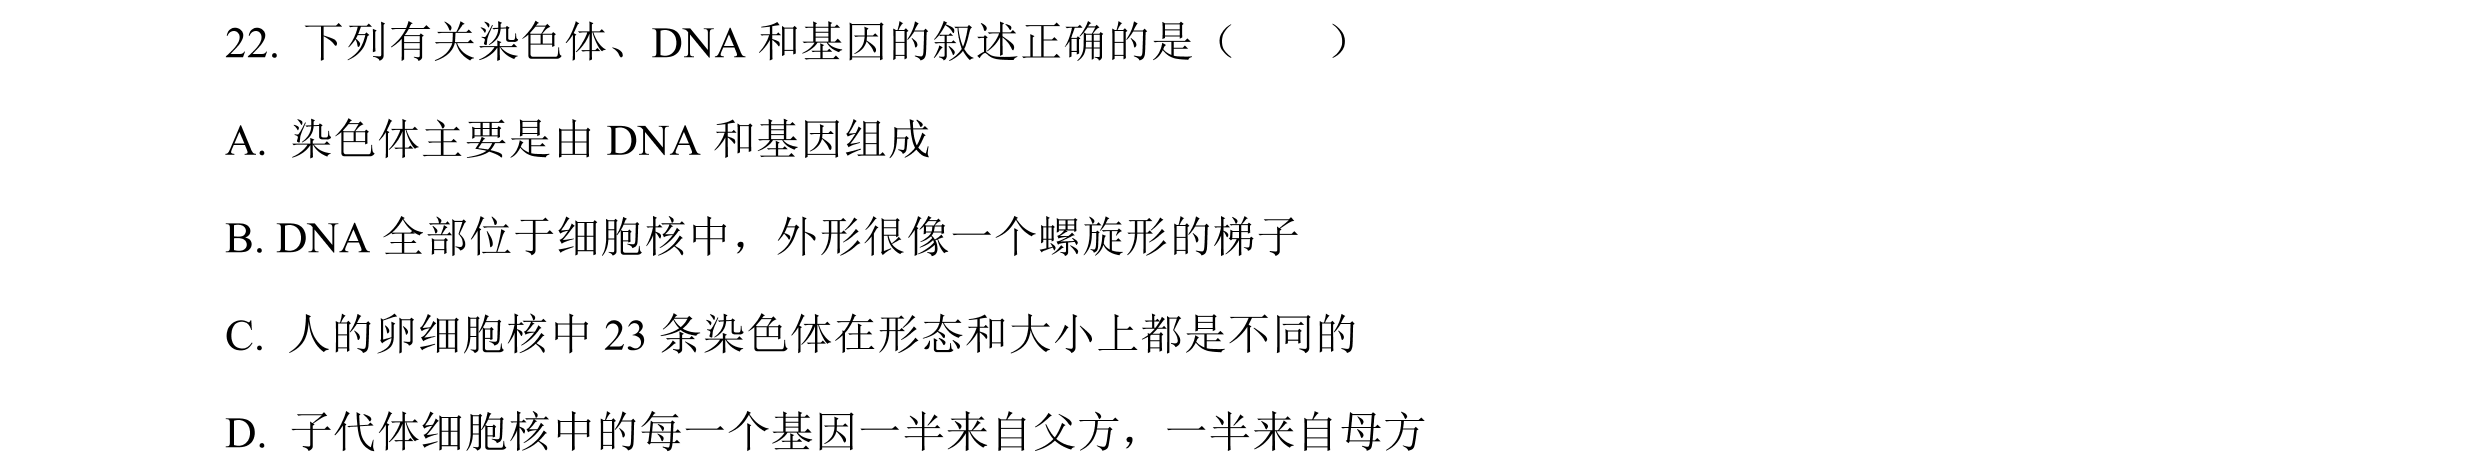 22. 下列有关染色体、DNA 和基因的叙述正确的是（　　）
A. 染色体主要是由 DNA 和基因组成
B. DNA 全部位于细胞核中，外形很像一个螺旋形的梯子
C. 人的卵细胞核中 23 条染色体在形态和大小上都是不同的
D. 子代体细胞核中的每一个基因一半来自父方，一半来自母方